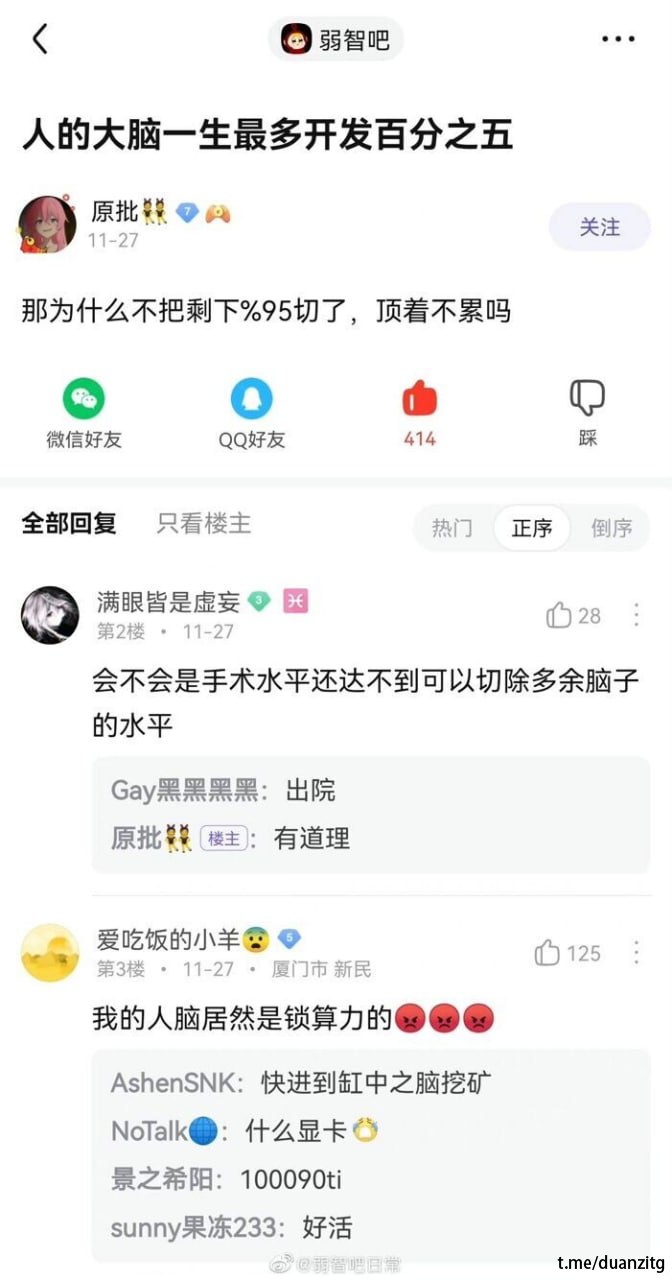 弱智吧
人的大脑一生最多开发百分之五
原批 7
11-27
关注
那为什么不把剩下%95切了，顶着不累吗
微信好友 QQ好友 414 踩
全部回复 只看楼主 热门 正序 倒序
满眼皆是虚妄 3
第2楼 · 11-27
28
会不会是手术水平还达不到可以切除多余脑子
的水平
Gay黑黑黑黑：出院
原批 楼主：有道理
爱吃饭的小羊 5
第3楼 · 11-27 · 厦门市 新民
125
我的人脑居然是锁算力的😡😡😡
AshenSNK：快进到缸中之脑挖矿
NoTalk🌐：什么显卡😭
景之希阳：100090ti
sunny果冻233：好活
@弱智吧日常
t.me/duanzitg